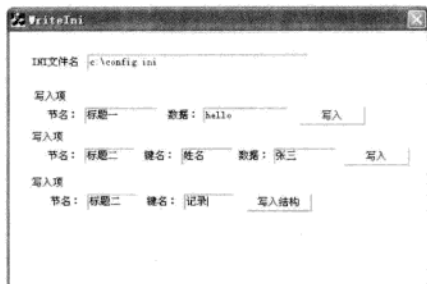 WriteIni
INI文件名 c:\config.ini
写入项
节名: 标题一 数据: hello 写入
写入项
节名: 标题二 键名: 姓名 数据: 张三 写入
写入项
节名: 标题二 键名: 记录 写入结构